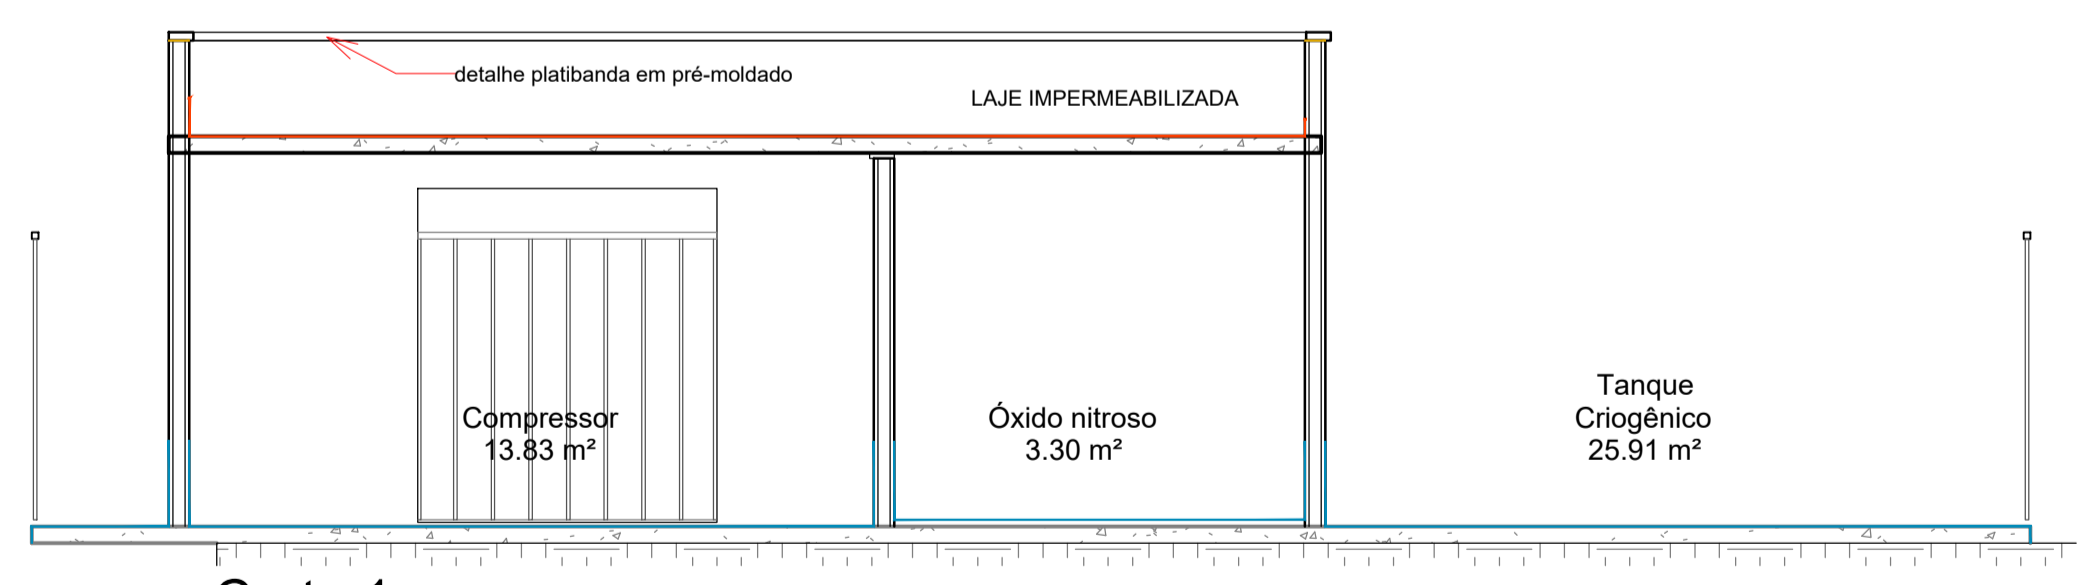 detalhe platibanda em pré-moldado
LAJE IMPERMEABILIZADA
Compressor
13.83 m²
Óxido nitroso
3.30 m²
Tanque
Criogênico
25.91 m²